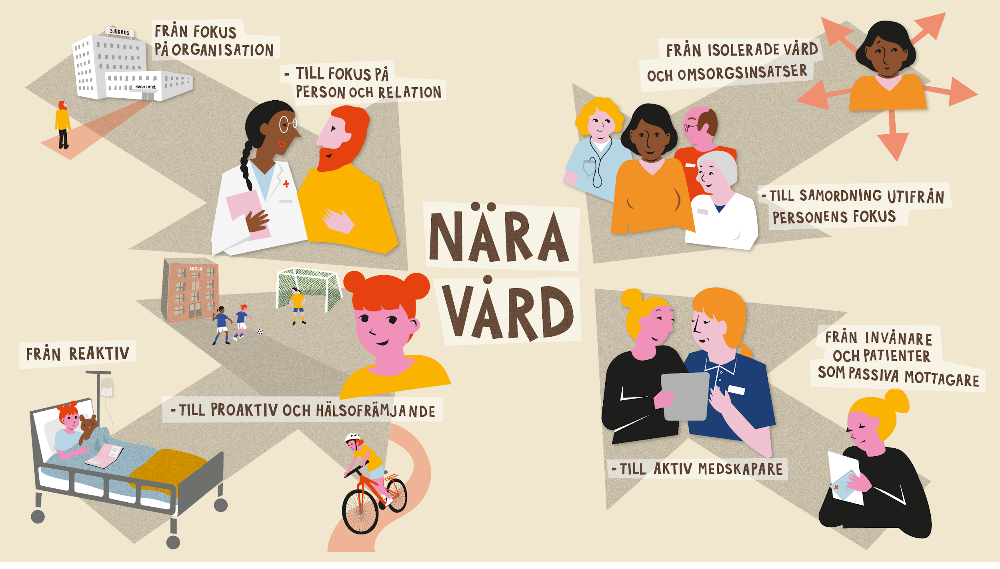 SJUKHUS
HUVUDENTRÈ
FRÅN FOKUS
PÅ ORGANISATION
- TILL FOKUS PÅ
PERSON OCH RELATION
FRÅN ISOLERADE VÅRD
OCH OMSORGSINSATSER
- TILL SAMORDNING UTIFRÅN
PERSONENS FOKUS
NÄRA
VÅRD
SKOLA
FRÅN REAKTIV
- TILL PROAKTIV OCH HÄLSOFRÄMJANDE
FRÅN INVÅNARE
OCH PATIENTER
SOM PASSIVA MOTTAGARE
- TILL AKTIV MEDSKAPARE